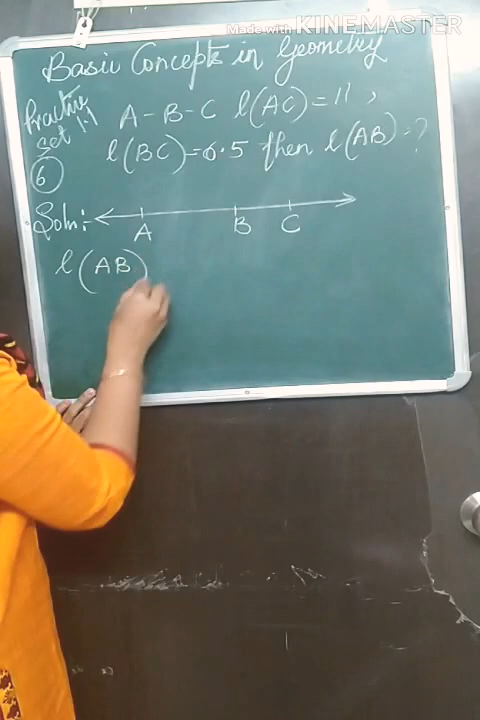 Made with KINEMASTER
Basic Concepts in Geometry
Practice
set 1.1
A-B-C l(AC)=11,
l(BC)=6.5 then l(AB)=?
6
Soln:
A B C
l(AB)